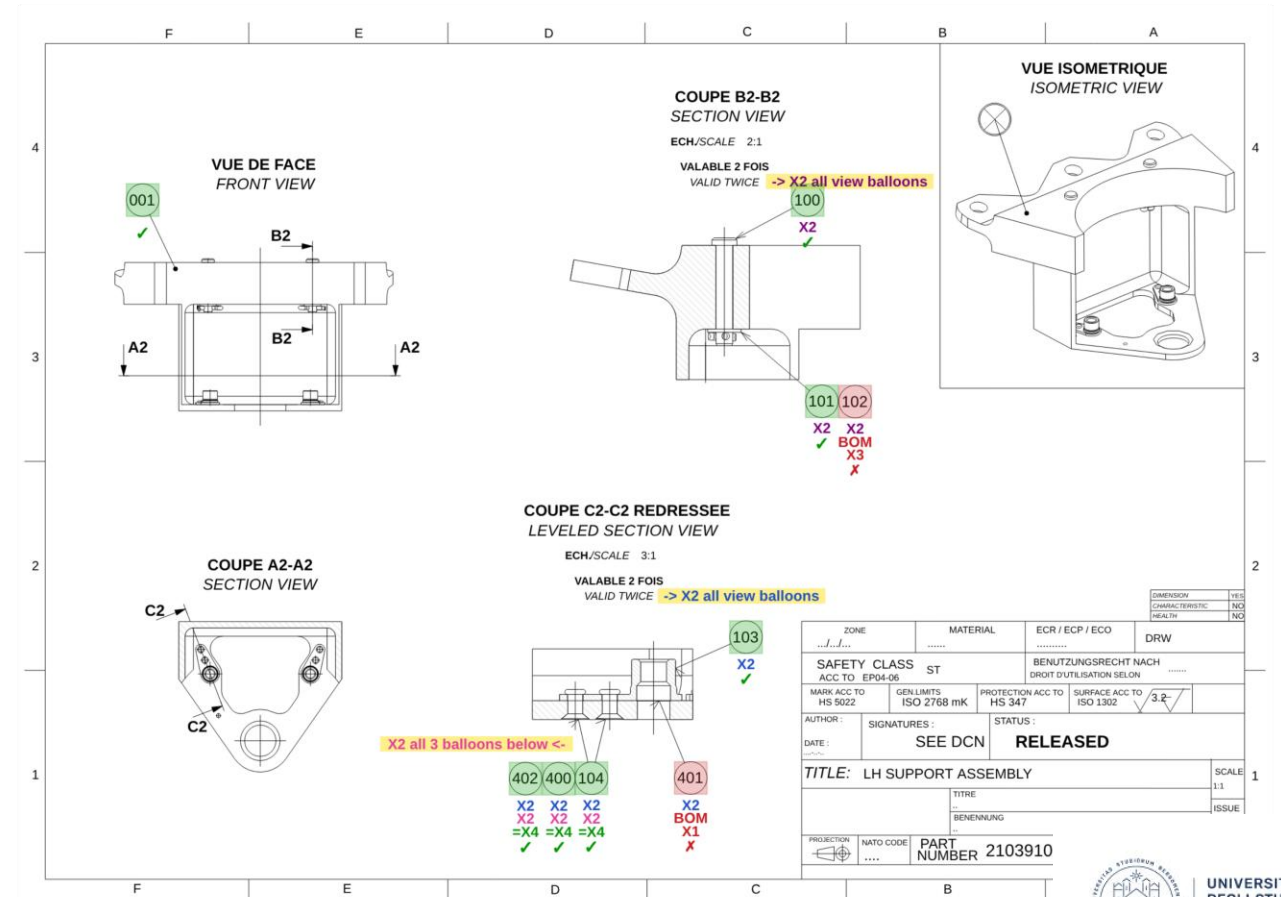 F E D C B A
4
3
2
1
4
3
2
1
VUE DE FACE
FRONT VIEW
001
✓
B2
B2
A2
A2
COUPE B2-B2
SECTION VIEW
ECH./SCALE 2:1
VALABLE 2 FOIS
VALID TWICE -> X2 all view balloons
100
X2
✓
101 102
X2 X2
✓ BOM
X3
✗
VUE ISOMETRIQUE
ISOMETRIC VIEW
COUPE A2-A2
SECTION VIEW
C2
C2
COUPE C2-C2 REDRESSEE
LEVELED SECTION VIEW
ECH./SCALE 3:1
VALABLE 2 FOIS
VALID TWICE -> X2 all view balloons
103
X2
✓
X2 all 3 balloons below <-
402 400 104 401
X2 X2 X2 X2
X2 X2 X2 BOM
=X4 =X4 =X4 X1
✓ ✓ ✓ ✗
DIMENSION YES
CHARACTERISTIC NO
HEALTH NO
ZONE MATERIAL ECR / ECP / ECO DRW
.../.../... ...... ..........
SAFETY CLASS ST
ACC TO EP04-06
BENUTZUNGSRECHT NACH .......
DROIT D'UTILISATION SELON
MARK ACC TO GEN.LIMITS PROTECTION ACC TO SURFACE ACC TO
HS 5022 ISO 2768 mK HS 347 ISO 1302 3.2
AUTHOR : SIGNATURES : STATUS :
DATE : SEE DCN RELEASED
TITLE: LH SUPPORT ASSEMBLY
SCALE
1:1
TITRE
..
ISSUE
BENENNUNG
..
PROJECTION NATO CODE PART
.... NUMBER 2103910
F E D C B
UNIVERSIT